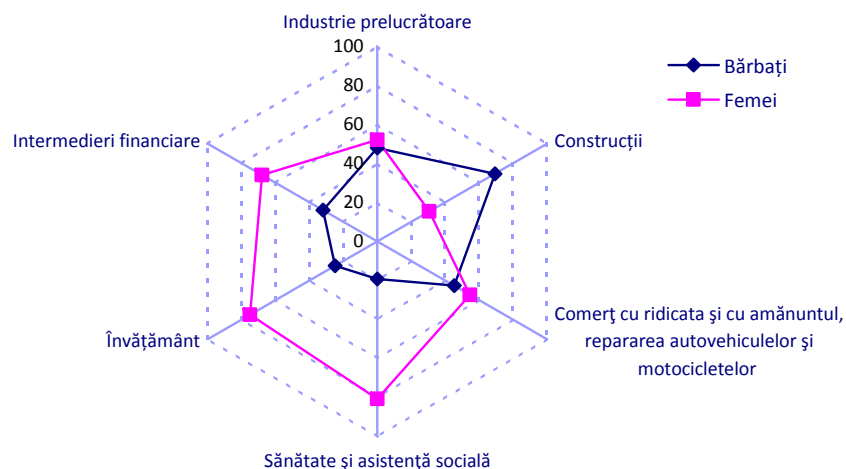 Industrie prelucrătoare
100
80
60
40
20
0
Bărbați
Femei
Construcții
Comerţ cu ridicata şi cu amănuntul,
repararea autovehiculelor şi
motocicletelor
Sănătate şi asistență socială
Învățământ
Intermedieri financiare